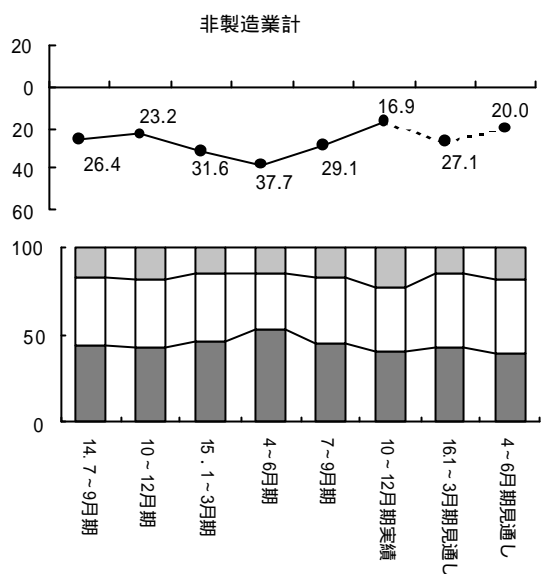 非製造業計
20
0
20
40
60
26.4
23.2
31.6
37.7
29.1
16.9
27.1
20.0
100
50
0
14. 7～9月期
10～12月期
15．1～3月期
4～6月期
7～9月期
10～12月期実績
16.1～3月期見通し
4～6月期見通し